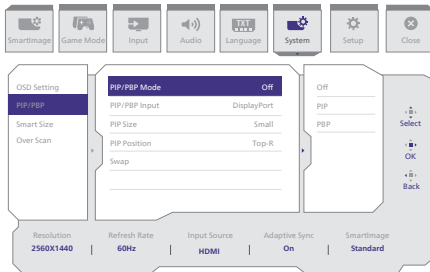 SmartImage Game Mode Input Audio TXT Language System Setup Close
OSD Setting
PIP/PBP
Smart Size
Over Scan
PIP/PBP Mode Off
PIP/PBP Input DisplayPort
PIP Size Small
PIP Position Top-R
Swap
Off
PIP
PBP
Select
OK
Back
Resolution Refresh Rate Input Source Adaptive Sync SmartImage
2560X1440 | 60Hz | HDMI | On | Standard